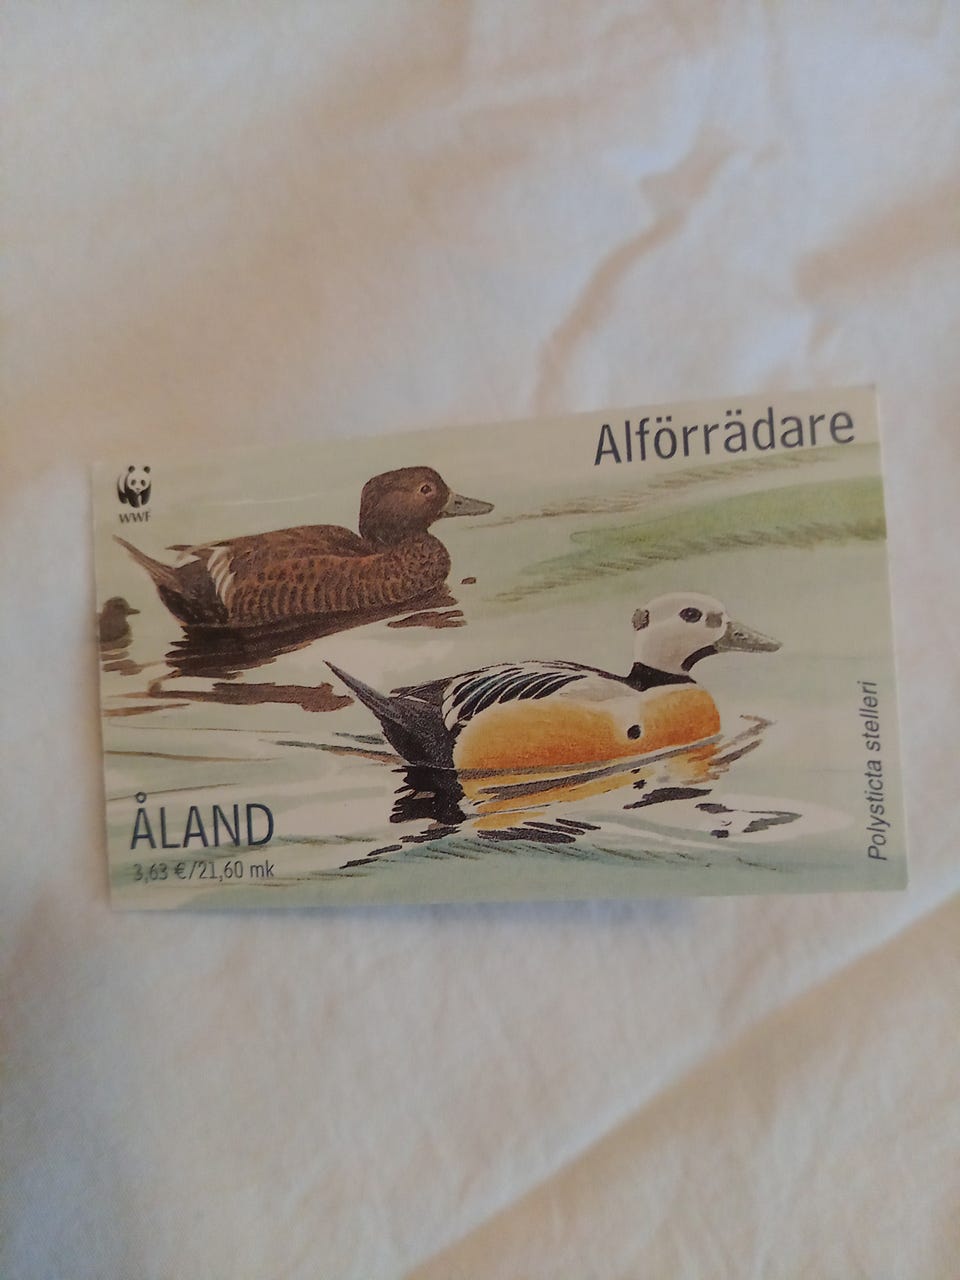 Alförrädare
WWF
Polysticta stelleri
ÅLAND
3,63 €/21,60 mk